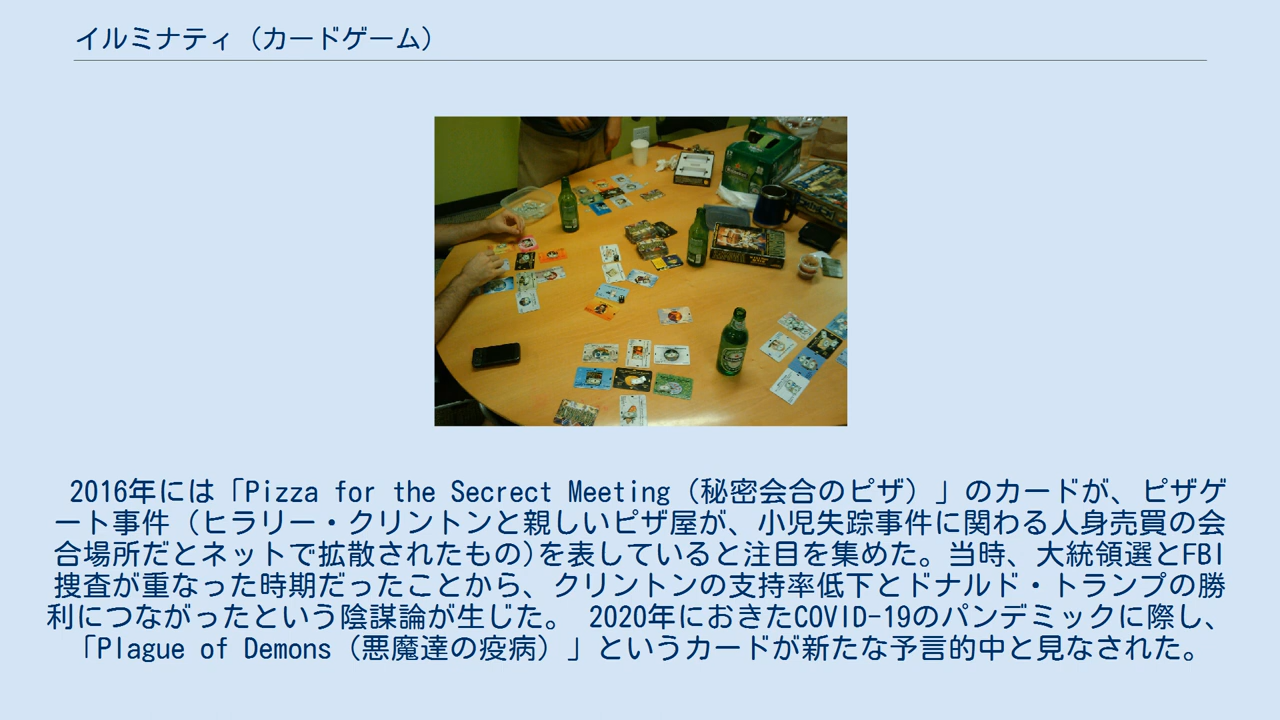 イルミナティ（カードゲーム）
2016年には「Pizza for the Secrect Meeting（秘密会合のピザ）」のカードが、ピザゲ
ート事件（ヒラリー・クリントンと親しいピザ屋が、小児失踪事件に関わる人身売買の会
合場所だとネットで拡散されたもの)を表していると注目を集めた。当時、大統領選とFBI
捜査が重なった時期だったことから、クリントンの支持率低下とドナルド・トランプの勝
利につながったという陰謀論が生じた。 2020年におきたCOVID-19のパンデミックに際し、
「Plague of Demons（悪魔達の疫病）」というカードが新たな予言的中と見なされた。